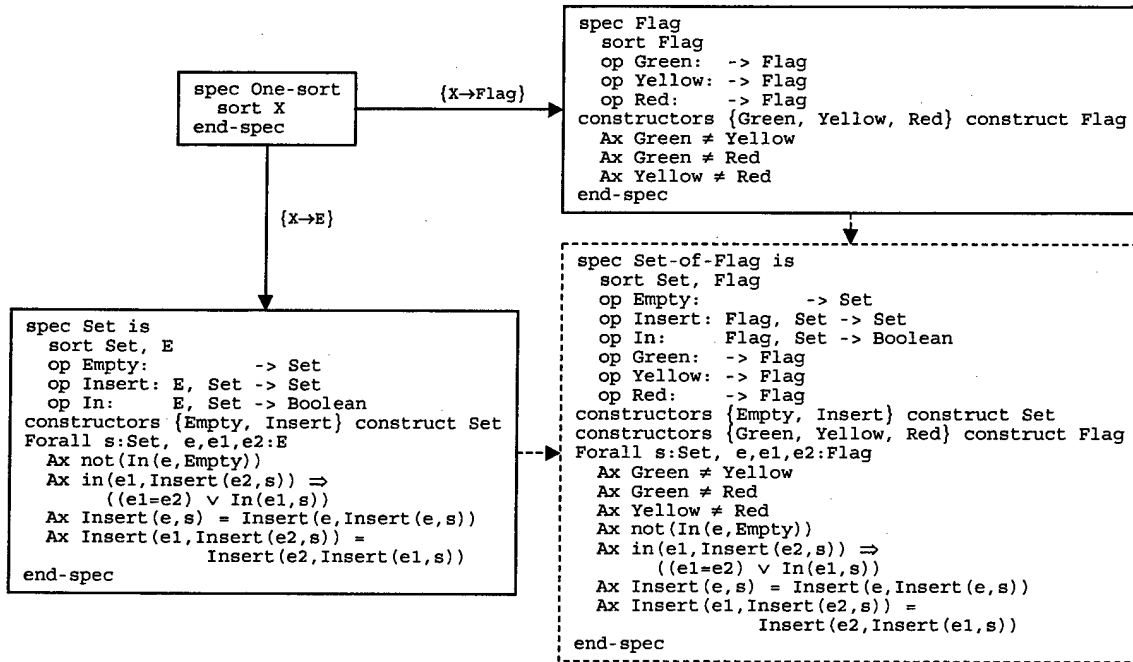 spec One-sort
sort X
end-spec
{X→Flag}
spec Flag
sort Flag
op Green: -> Flag
op Yellow: -> Flag
op Red: -> Flag
constructors {Green, Yellow, Red} construct Flag
Ax Green ≠ Yellow
Ax Green ≠ Red
Ax Yellow ≠ Red
end-spec
{X→E}
spec Set is
sort Set, E
op Empty: -> Set
op Insert: E, Set -> Set
op In: E, Set -> Boolean
constructors {Empty, Insert} construct Set
Forall s:Set, e,e1,e2:E
Ax not(In(e,Empty))
Ax in(e1,Insert(e2,s)) ⇒
((e1=e2) ∨ In(e1,s))
Ax Insert(e,s) = Insert(e,Insert(e,s))
Ax Insert(e1,Insert(e2,s)) =
Insert(e2,Insert(e1,s))
end-spec
spec Set-of-Flag is
sort Set, Flag
op Empty: -> Set
op Insert: Flag, Set -> Set
op In: Flag, Set -> Boolean
op Green: -> Flag
op Yellow: -> Flag
op Red: -> Flag
constructors {Empty, Insert} construct Set
constructors {Green, Yellow, Red} construct Flag
Forall s:Set, e,e1,e2:Flag
Ax Green ≠ Yellow
Ax Green ≠ Red
Ax Yellow ≠ Red
Ax not(In(e,Empty))
Ax in(e1,Insert(e2,s)) ⇒
((e1=e2) ∨ In(e1,s))
Ax Insert(e,s) = Insert(e,Insert(e,s))
Ax Insert(e1,Insert(e2,s)) =
Insert(e2,Insert(e1,s))
end-spec